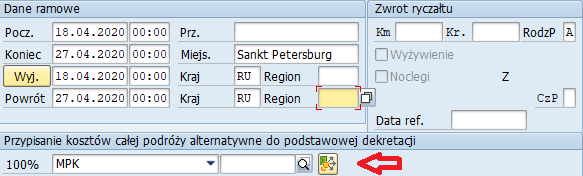 Dane ramowe
Zwrot ryczałtu
Pocz. 18.04.2020 00:00 Prz.
Km Kr. RodzP A
Koniec 27.04.2020 00:00 Miejs. Sankt Petersburg
Wyżywienie
Wyj. 18.04.2020 00:00 Kraj RU Region
Noclegi Z
Powrót 27.04.2020 00:00 Kraj RU Region
CzP
Data ref.
Przypisanie kosztów całej podróży alternatywne do podstawowej dekretacji
100% MPK